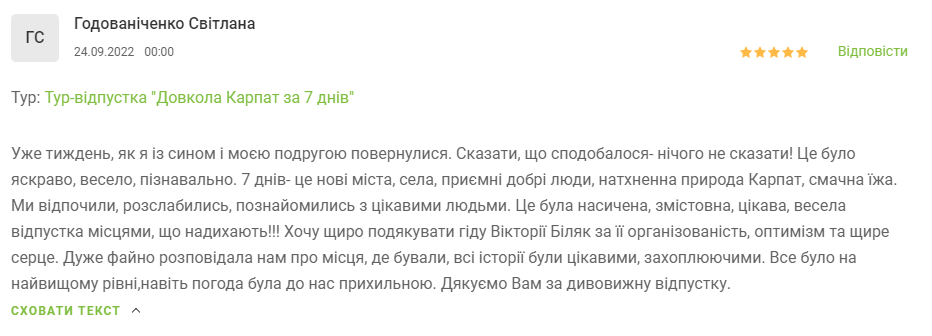 ГС
Годованіченко Світлана
24.09.2022 00:00
Відповісти
Тур: Тур-відпустка "Довкола Карпат за 7 днів"
Уже тиждень, як я із сином і моєю подругою повернулися. Сказати, що сподобалося- нічого не сказати! Це було
яскраво, весело, пізнавально. 7 днів- це нові міста, села, приємні добрі люди, натхненна природа Карпат, смачна їжа.
Ми відпочили, розслабились, познайомились з цікавими людьми. Це була насичена, змістовна, цікава, весела
відпустка місцями, що надихають!!! Хочу щиро подякувати гіду Вікторії Біляк за її організованість, оптимізм та щире
серце. Дуже файно розповідала нам про місця, де бували, всі історії були цікавими, захоплюючими. Все було на
найвищому рівні,навіть погода була до нас прихильною. Дякуємо Вам за дивовижну відпустку.
СХОВАТИ ТЕКСТ